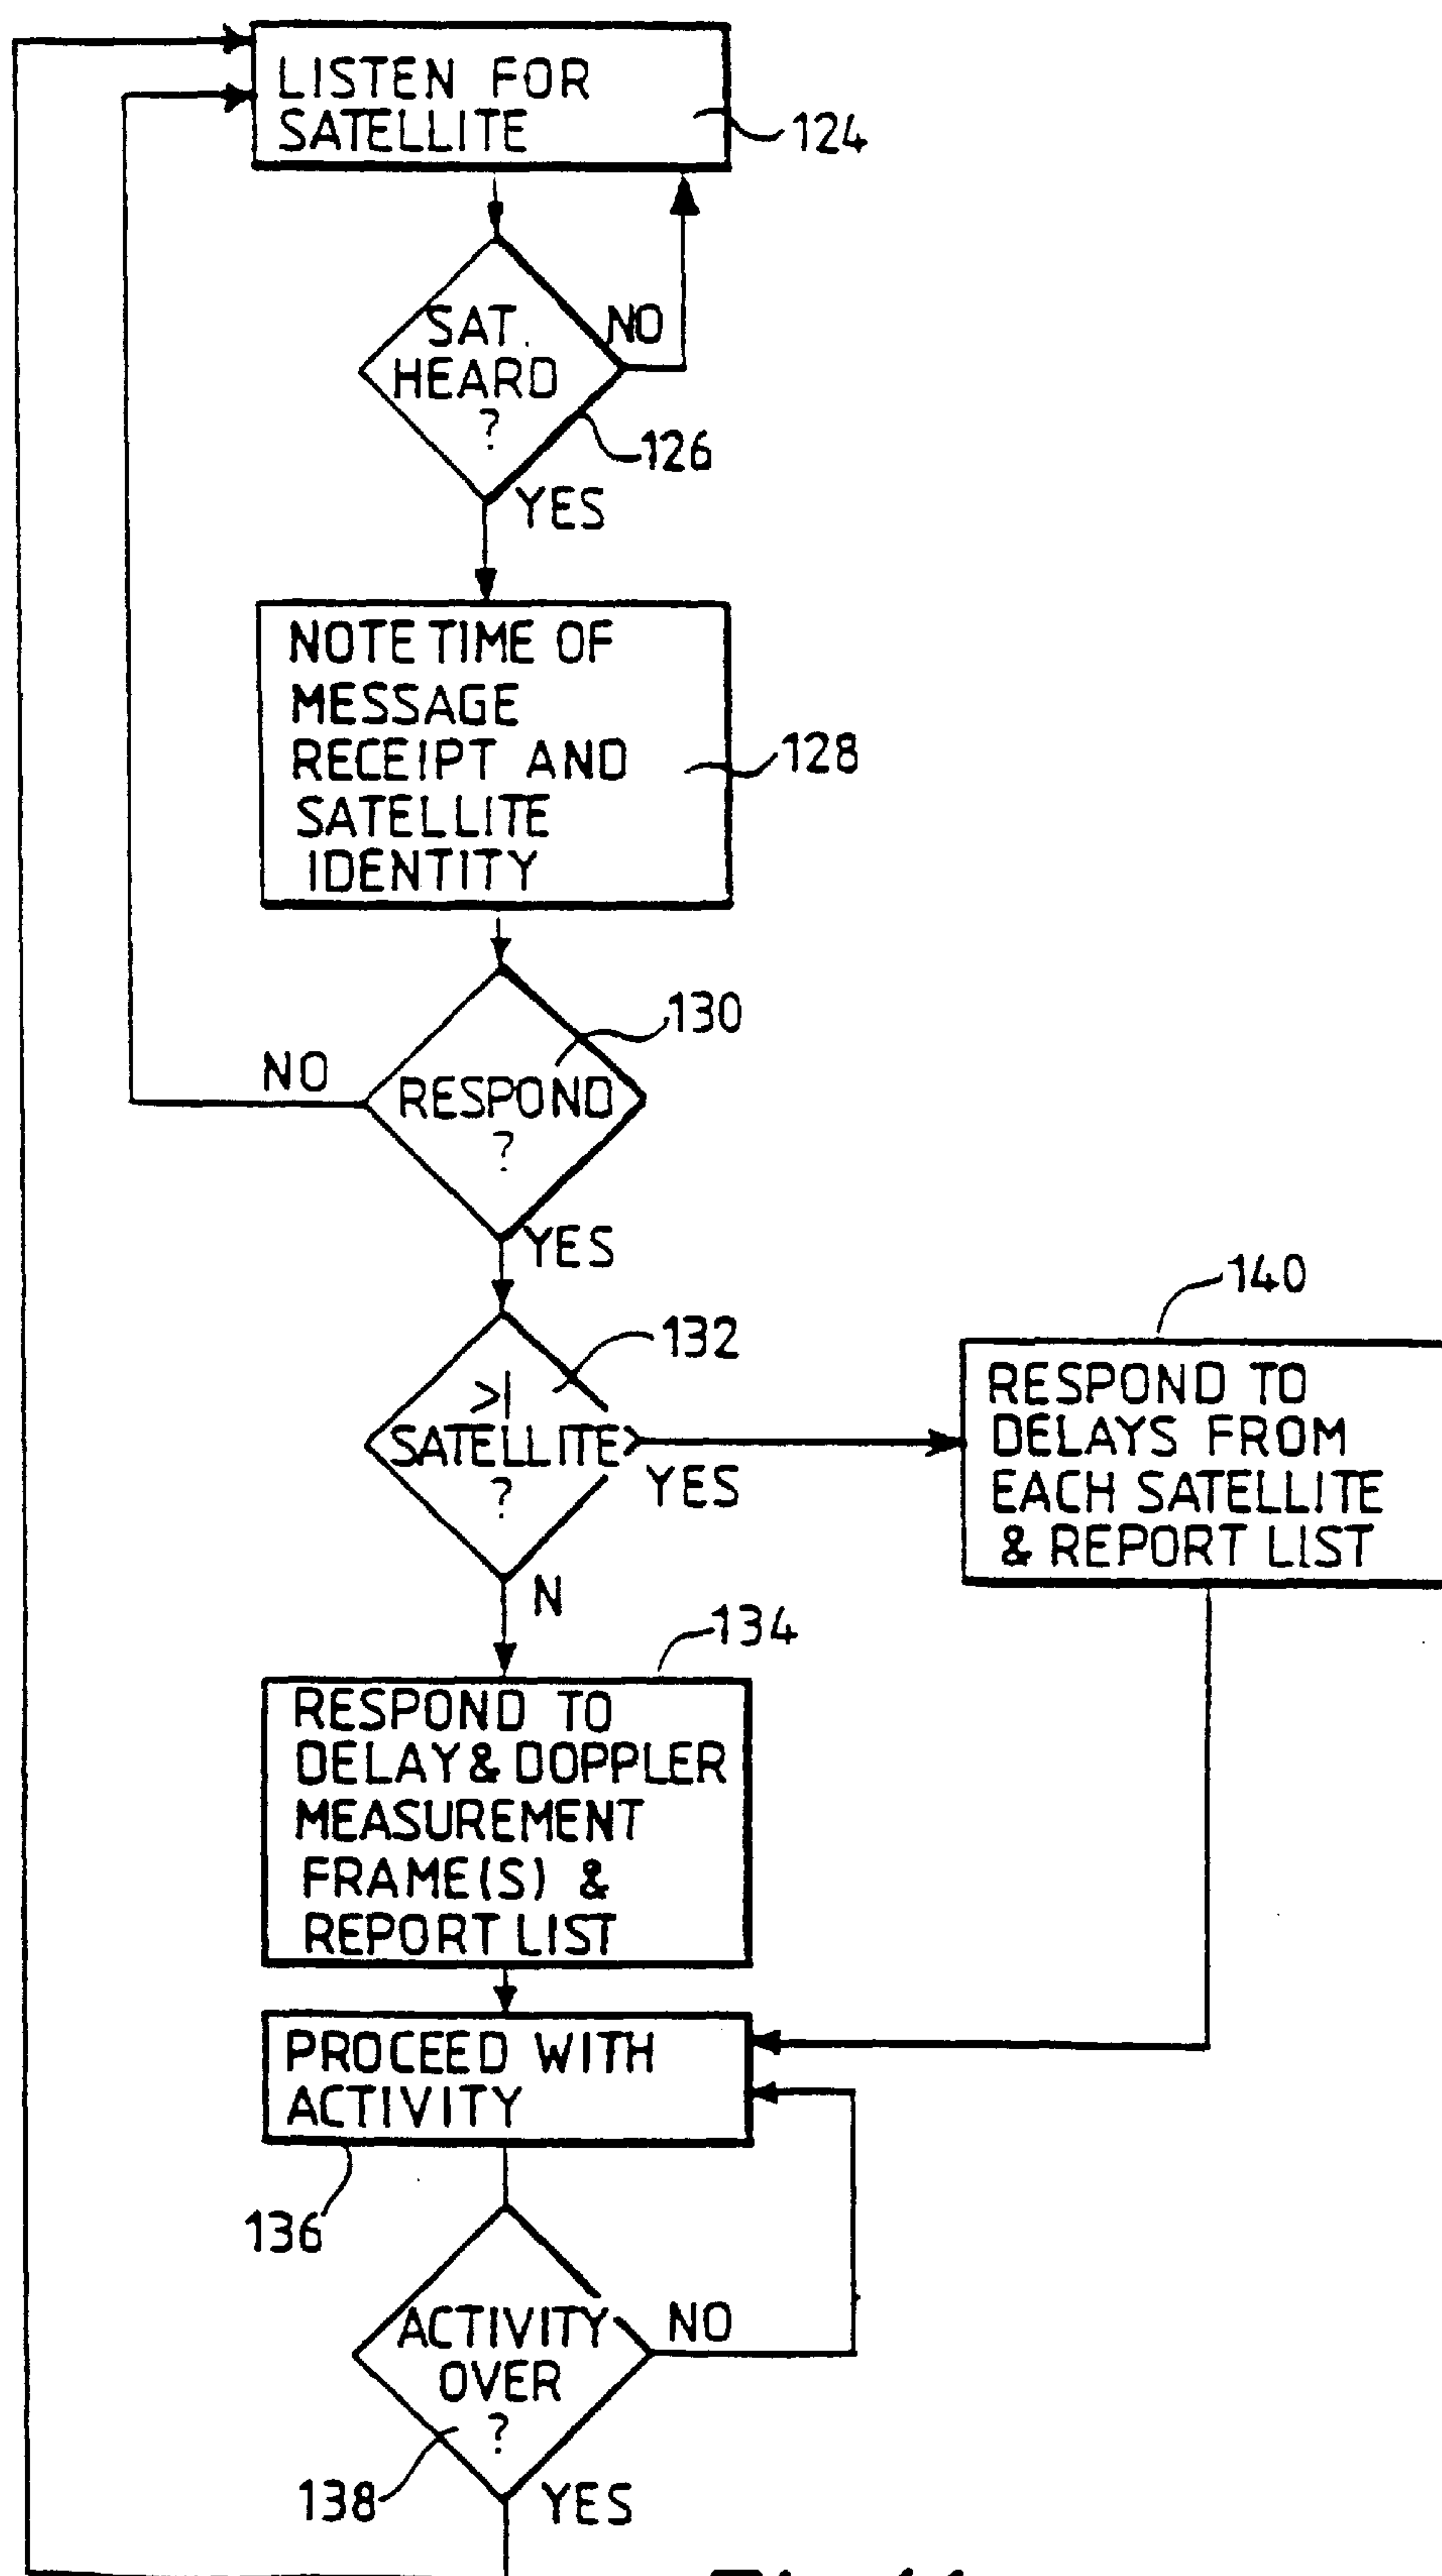 LISTEN FOR
SATELLITE
124
SAT.
HEARD
?
NO
126
YES
NOTE TIME OF
MESSAGE
RECEIPT AND
SATELLITE
IDENTITY
128
130
NO
RESPOND
?
YES
132
>1
SATELLITE
?
YES
N
140
RESPOND TO
DELAYS FROM
EACH SATELLITE
& REPORT LIST
134
RESPOND TO
DELAY & DOPPLER
MEASUREMENT
FRAME(S) &
REPORT LIST
PROCEED WITH
ACTIVITY
136
ACTIVITY
OVER
?
NO
138
YES